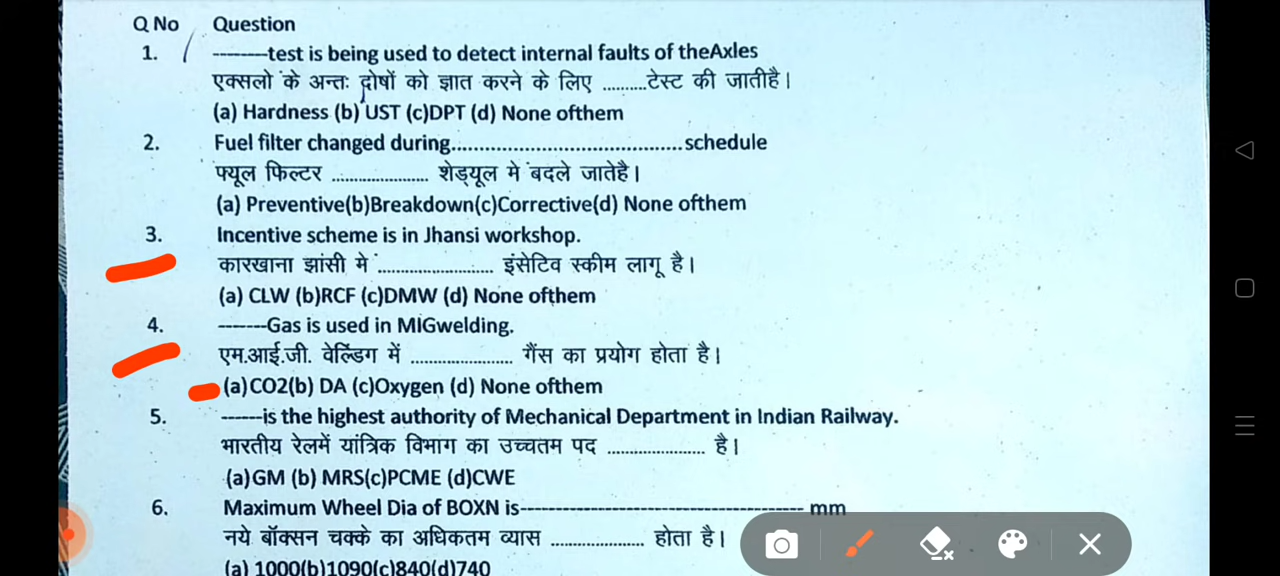 Q No Question
1. -------test is being used to detect internal faults of theAxles
एक्सलो के अन्तः दोषों को ज्ञात करने के लिए ..........टेस्ट की जातीहै।
(a) Hardness (b) UST (c)DPT (d) None ofthem
2. Fuel filter changed during....................................schedule
फ्यूल फिल्टर ..................... शेड्यूल मे बदले जातेहै।
(a) Preventive(b)Breakdown(c)Corrective(d) None ofthem
3. Incentive scheme is in Jhansi workshop.
कारखाना झांसी मे ......................... इंसेटिव स्कीम लागू है।
(a) CLW (b)RCF (c)DMW (d) None ofthem
4. -------Gas is used in MIGwelding.
एम.आई.जी. वेल्डिंग में ...................... गैंस का प्रयोग होता है।
(a)CO2(b) DA (c)Oxygen (d) None ofthem
5. ------is the highest authority of Mechanical Department in Indian Railway.
भारतीय रेलमें यांत्रिक विभाग का उच्चतम पद ..................... है।
(a)GM (b) MRS(c)PCME (d)CWE
6. Maximum Wheel Dia of BOXN is------------------------------------ mm
नये बॉक्सन चक्के का अधिकतम व्यास .................... होता है।
(a) 1000(b)1090(c)840(d)740